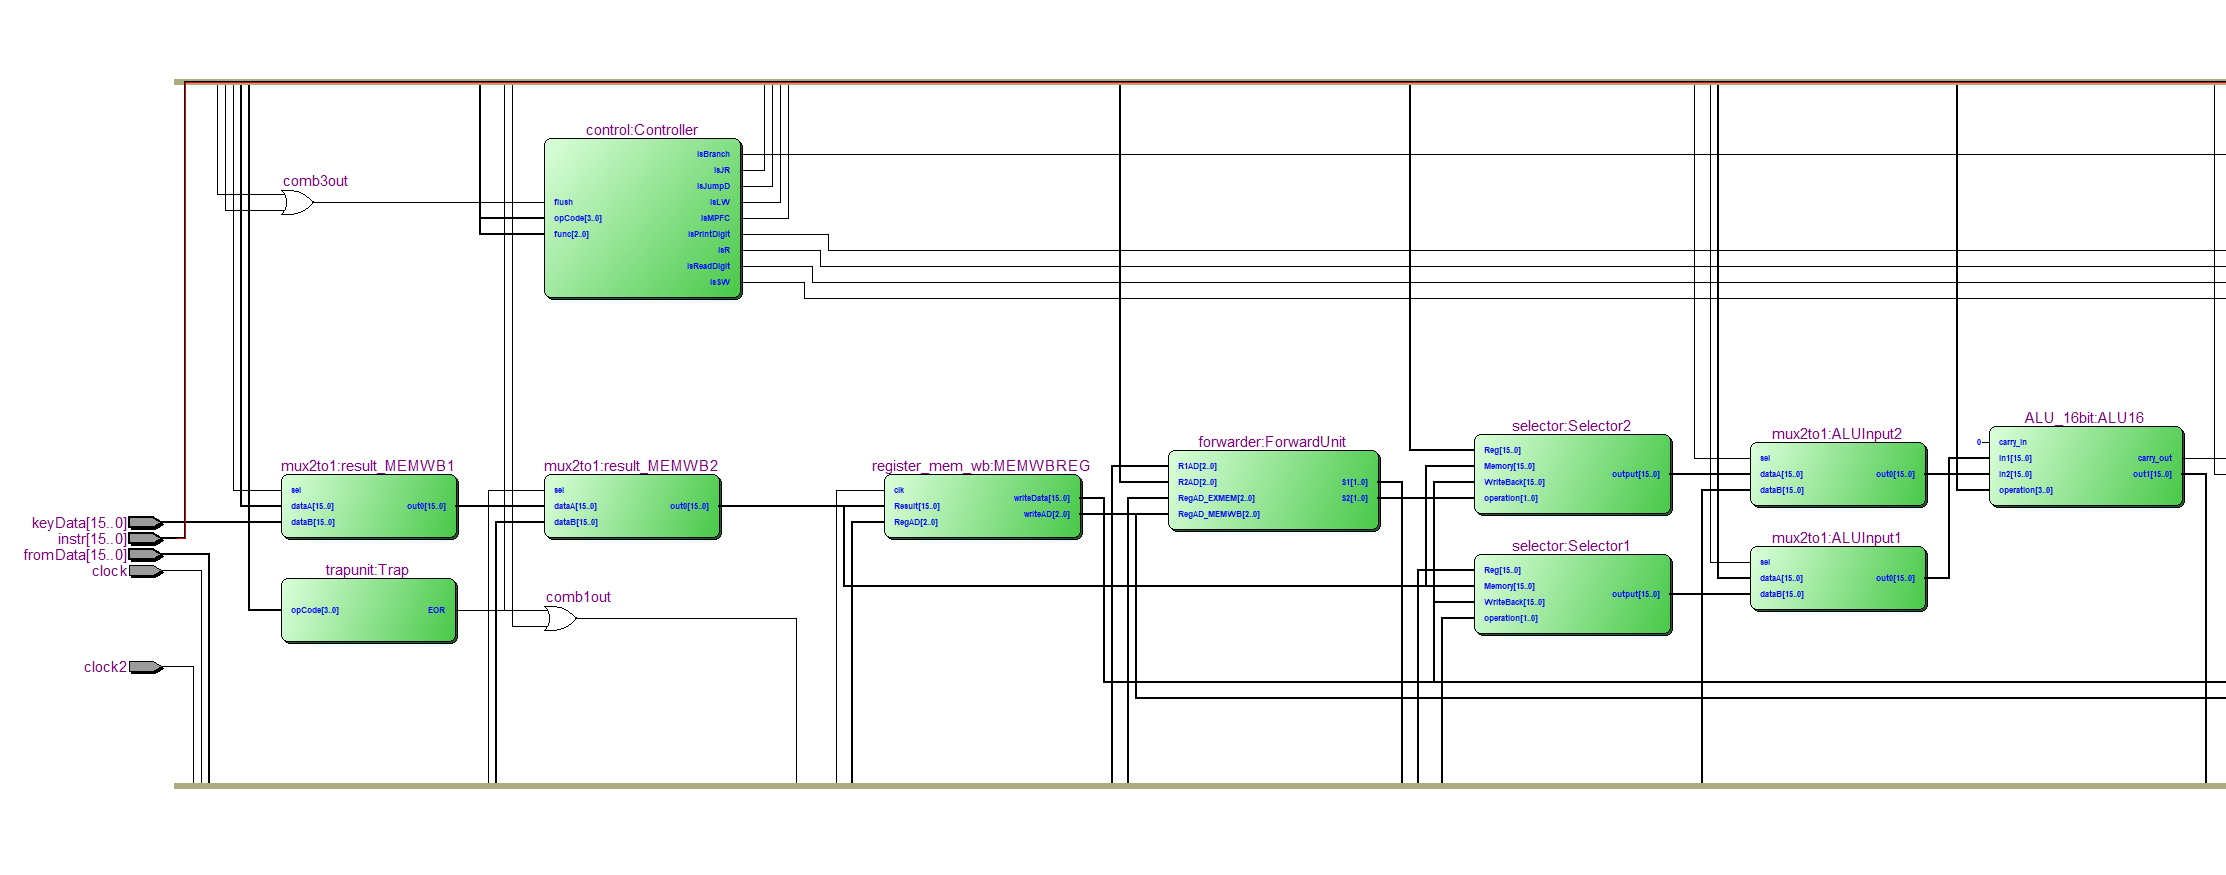 control:Controller
isBranch
isJR
isJumpD
isLW
isMPFC
isPrintDigit
isR
isReadDigit
isSW
flush
opCode[3..0]
func[2..0]
comb3out
mux2to1:result_MEMWB1
sel
dataA[15..0]
dataB[15..0]
out0[15..0]
mux2to1:result_MEMWB2
sel
dataA[15..0]
dataB[15..0]
out0[15..0]
register_mem_wb:MEMWBREG
clk
Result[15..0]
RegAD[2..0]
writeData[15..0]
writeAD[2..0]
forwarder:ForwardUnit
R1AD[2..0]
R2AD[2..0]
RegAD_EXMEM[2..0]
RegAD_MEMWB[2..0]
S1[1..0]
S2[1..0]
selector:Selector2
Reg[15..0]
Memory[15..0]
WriteBack[15..0]
operation[1..0]
output[15..0]
mux2to1:ALUInput2
sel
dataA[15..0]
dataB[15..0]
out0[15..0]
ALU_16bit:ALU16
0
carry_in
in1[15..0]
in2[15..0]
operation[3..0]
carry_out
out1[15..0]
keyData[15..0]
instr[15..0]
fromData[15..0]
clock
clock2
trapunit:Trap
opCode[3..0]
EOR
comb1out
selector:Selector1
Reg[15..0]
Memory[15..0]
WriteBack[15..0]
operation[1..0]
output[15..0]
mux2to1:ALUInput1
sel
dataA[15..0]
dataB[15..0]
out0[15..0]